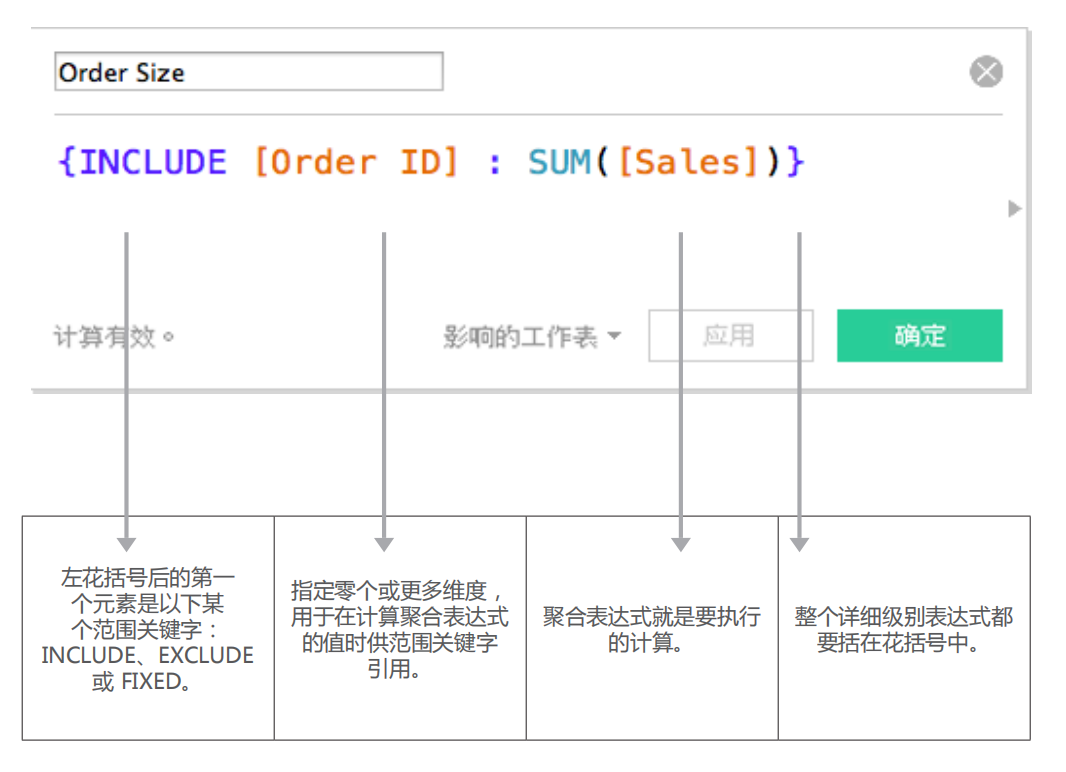 Order Size
{INCLUDE [Order ID] : SUM([Sales])}
计算有效。
影响的工作表
应用
确定
左花括号后的第一
个元素是以下某
个范围关键字：
INCLUDE、EXCLUDE
或 FIXED。
指定零个或更多维度，
用于在计算聚合表达式
的值时供范围关键字
引用。
聚合表达式就是要执行
的计算。
整个详细级别表达式都
要括在花括号中。